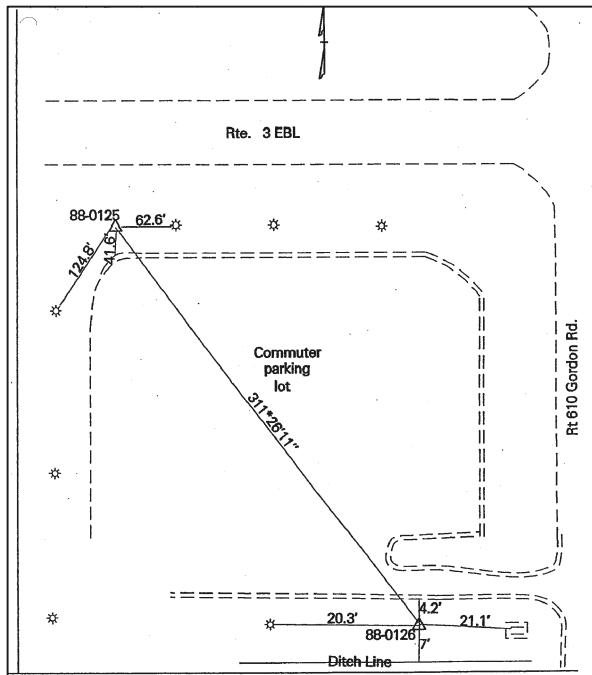 Rte. 3 EBL
88-0125
62.6'
41.6'
124.8'
Commuter
parking
lot
311°26'11"
Rt 610 Gordon Rd.
4.2'
20.3'
88-0126
21.1'
7'
Ditch Line